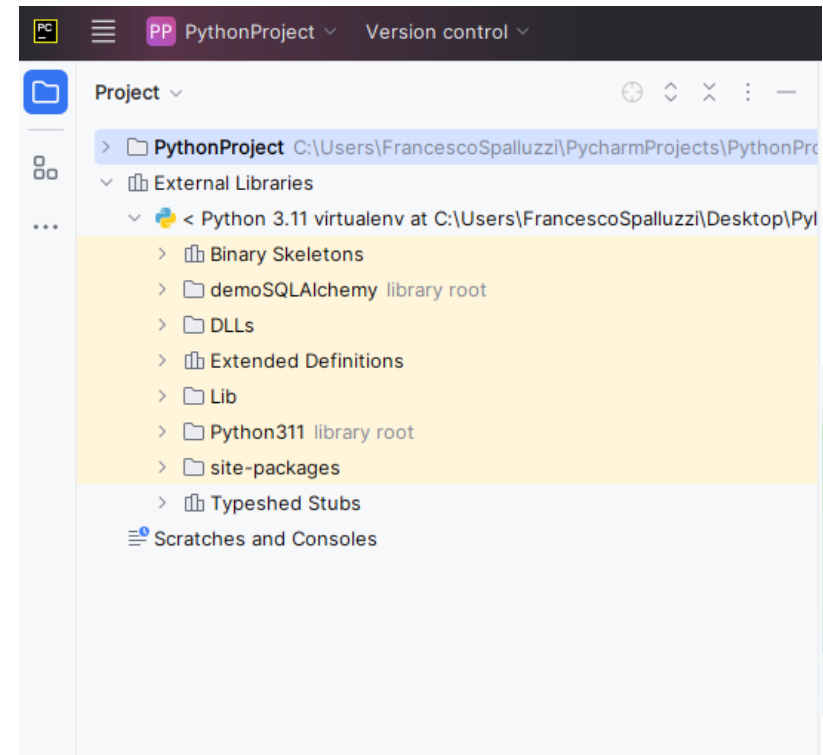 PC
PP PythonProject Version control
Project
PythonProject C:\Users\FrancescoSpalluzzi\PycharmProjects\PythonPro
External Libraries
< Python 3.11 virtualenv at C:\Users\FrancescoSpalluzzi\Desktop\Pyl
Binary Skeletons
demoSQLAlchemy library root
DLLs
Extended Definitions
Lib
Python311 library root
site-packages
Typeshed Stubs
Scratches and Consoles